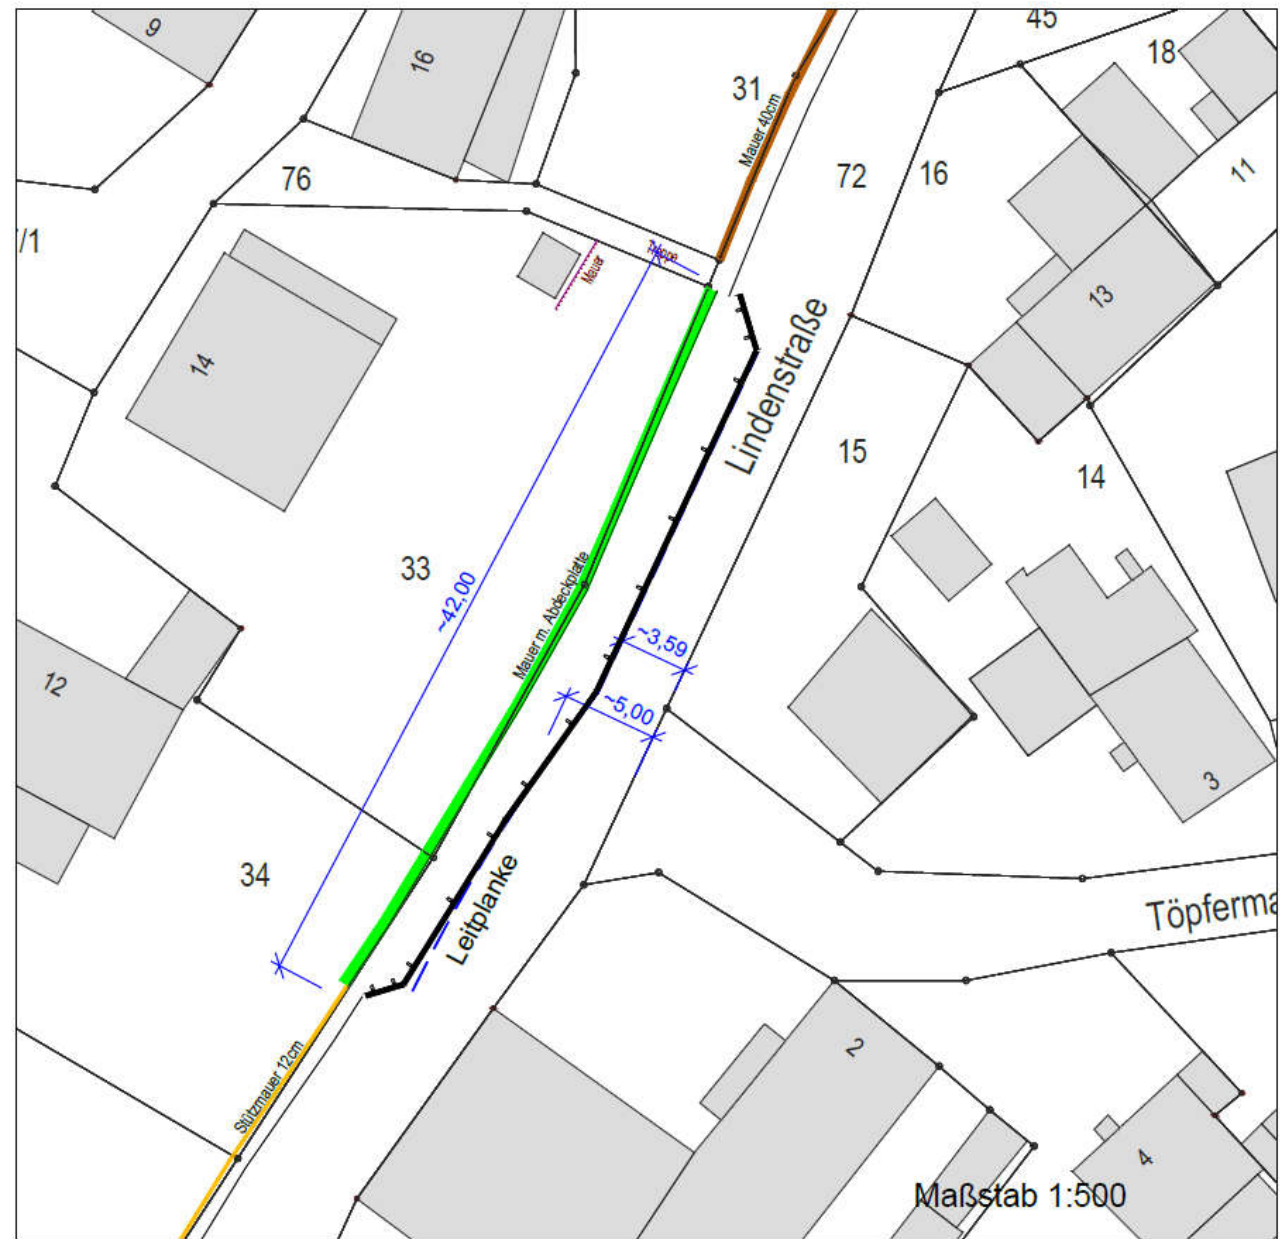 9
16
45
18
31
Mauer 40cm
76
72
16
11
/1
Treppe
Mauer
13
14
Lindenstraße
15
14
33
~42,00
Mauer m. Abdeckplatte
~3,59
~5,00
12
3
34
Leitplanke
Töpferma
2
Stützmauer 12cm
4
Maßstab 1:500